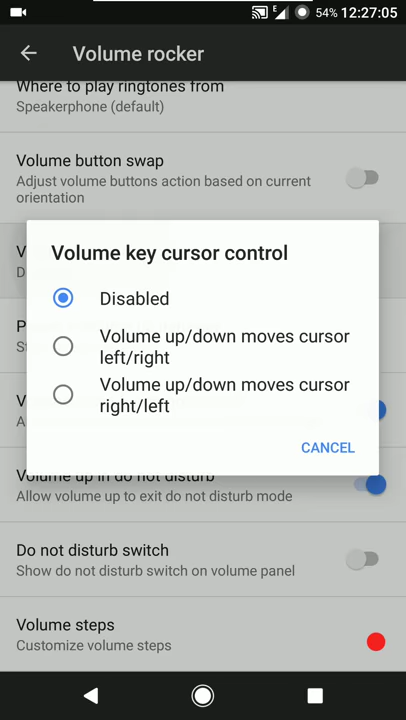 E
54% 12:27:05
Volume rocker
Where to play ringtones from
Speakerphone (default)
Volume button swap
Adjust volume buttons action based on current
orientation
Volume key cursor control
Disabled
Volume up/down moves cursor
left/right
Volume up/down moves cursor
right/left
CANCEL
Volume up in do not disturb
Allow volume up to exit do not disturb mode
Do not disturb switch
Show do not disturb switch on volume panel
Volume steps
Customize volume steps